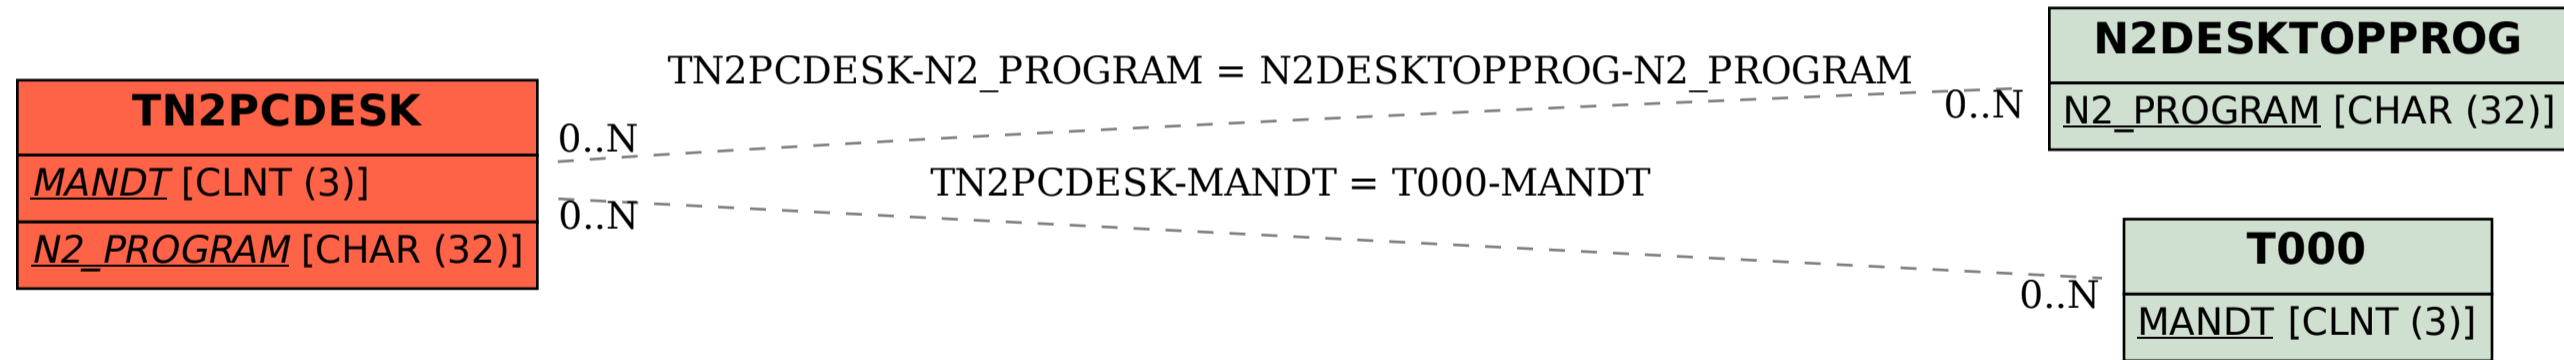 TN2PCDESK
MANDT [CLNT (3)]
N2_PROGRAM [CHAR (32)]
TN2PCDESK-N2_PROGRAM = N2DESKTOPPROG-N2_PROGRAM
0..N
0..N
TN2PCDESK-MANDT = T000-MANDT
0..N
0..N
N2DESKTOPPROG
N2_PROGRAM [CHAR (32)]
T000
MANDT [CLNT (3)]